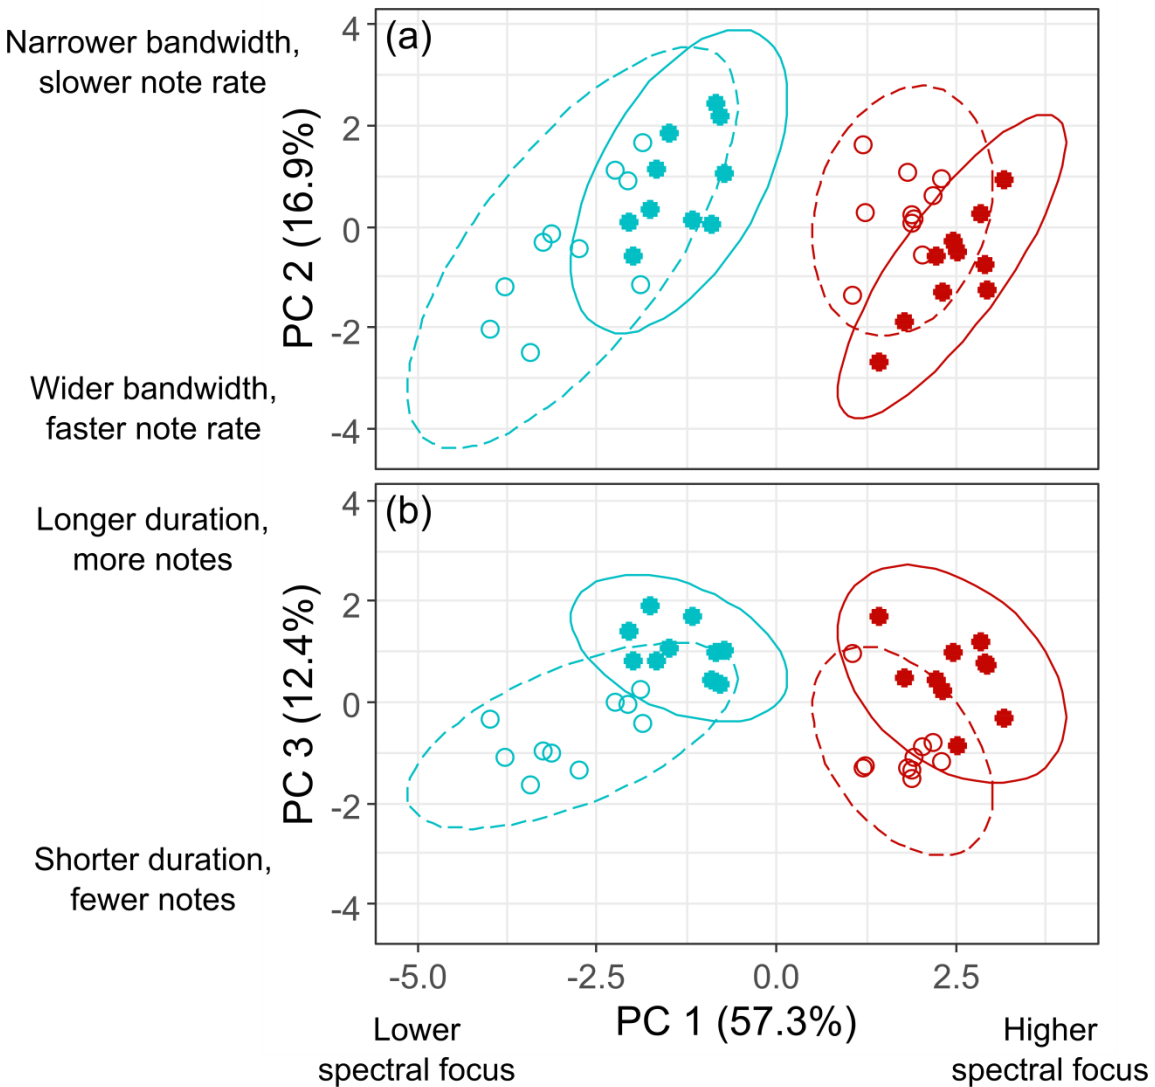 Narrower bandwidth,
slower note rate
Wider bandwidth,
faster note rate
PC 2 (16.9%)
4
2
0
-2
-4
(a)
Longer duration,
more notes
Shorter duration,
fewer notes
PC 3 (12.4%)
4
2
0
-2
-4
(b)
-5.0
-2.5
0.0
2.5
PC 1 (57.3%)
Lower
spectral focus
Higher
spectral focus